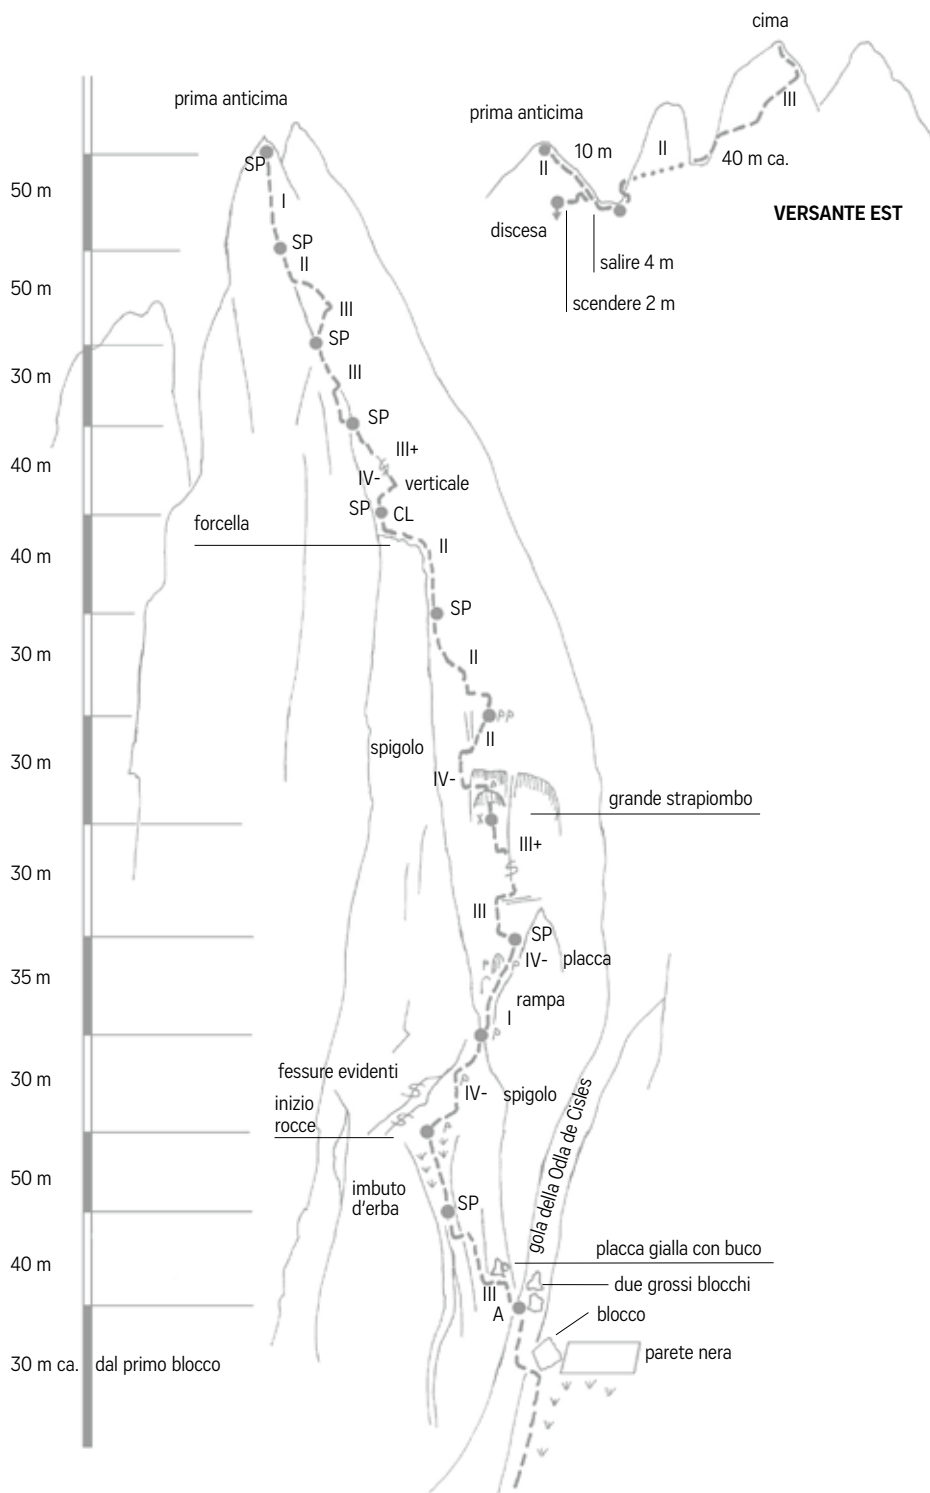 cima
prima anticima
III
prima anticima
10 m
II
II
40 m ca.
VERSANTE EST
discesa
salire 4 m
scendere 2 m
SP
50 m
I
SP
II
50 m
III
SP
30 m
III
SP
40 m
III+
IV-
verticale
SP
CL
forcella
40 m
II
SP
30 m
II
II
30 m
spigolo
IV-
grande strapiombo
30 m
III+
III
SP
IV-
placca
35 m
rampa
I
30 m
fessure evidenti
IV-
spigolo
inizio
rocce
gola della Odla de Cisles
50 m
imbuto
d'erba
SP
placca gialla con buco
40 m
due grossi blocchi
III
A
blocco
parete nera
30 m ca.
dal primo blocco